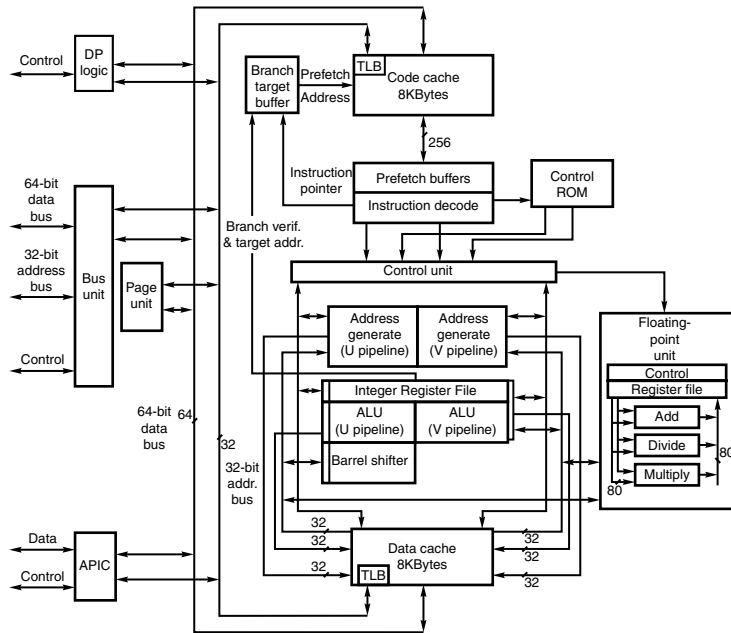 DP
logic
Control
Branch
target
buffer
Prefetch
Address
TLB
Code cache
8KBytes
256
Instruction
pointer
Prefetch buffers
Instruction decode
Control
ROM
64-bit
data
bus
32-bit
address
bus
Control
Bus
unit
Page
unit
Branch verif.
& target addr.
Control unit
Address
generate
(U pipeline)
Address
generate
(V pipeline)
Integer Register File
ALU
(U pipeline)
ALU
(V pipeline)
Barrel shifter
Floating-
point
unit
Control
Register file
Add
Divide
Multiply
80
80
64-bit
data bus
64
32
32-bit
addr.
bus
32
32
32
32
32
32
Data cache
8KBytes
TLB
Data
Control
APIC